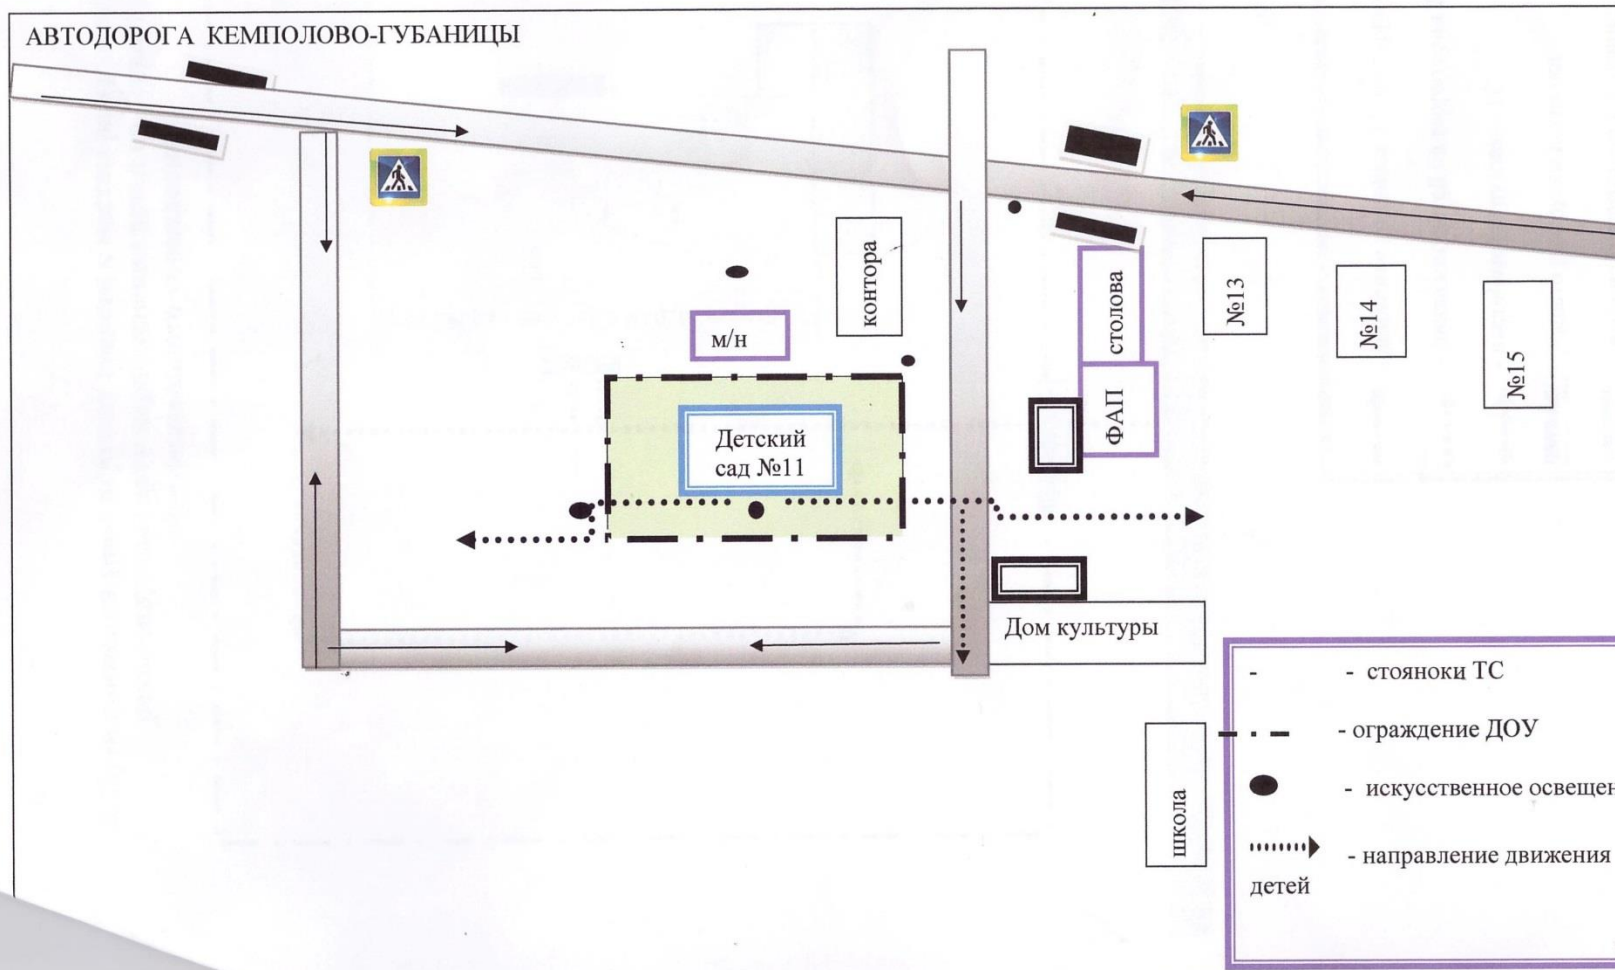 АВТОДОРОГА КЕМПОЛОВО-ГУБАНИЦЫ
контора
столова
№13
№14
№15
м/н
ФАП
Детский
сад №11
Дом культуры
школа
- - стояноки ТС
- ограждение ДОУ
- искусственное освещен
- направление движения
детей